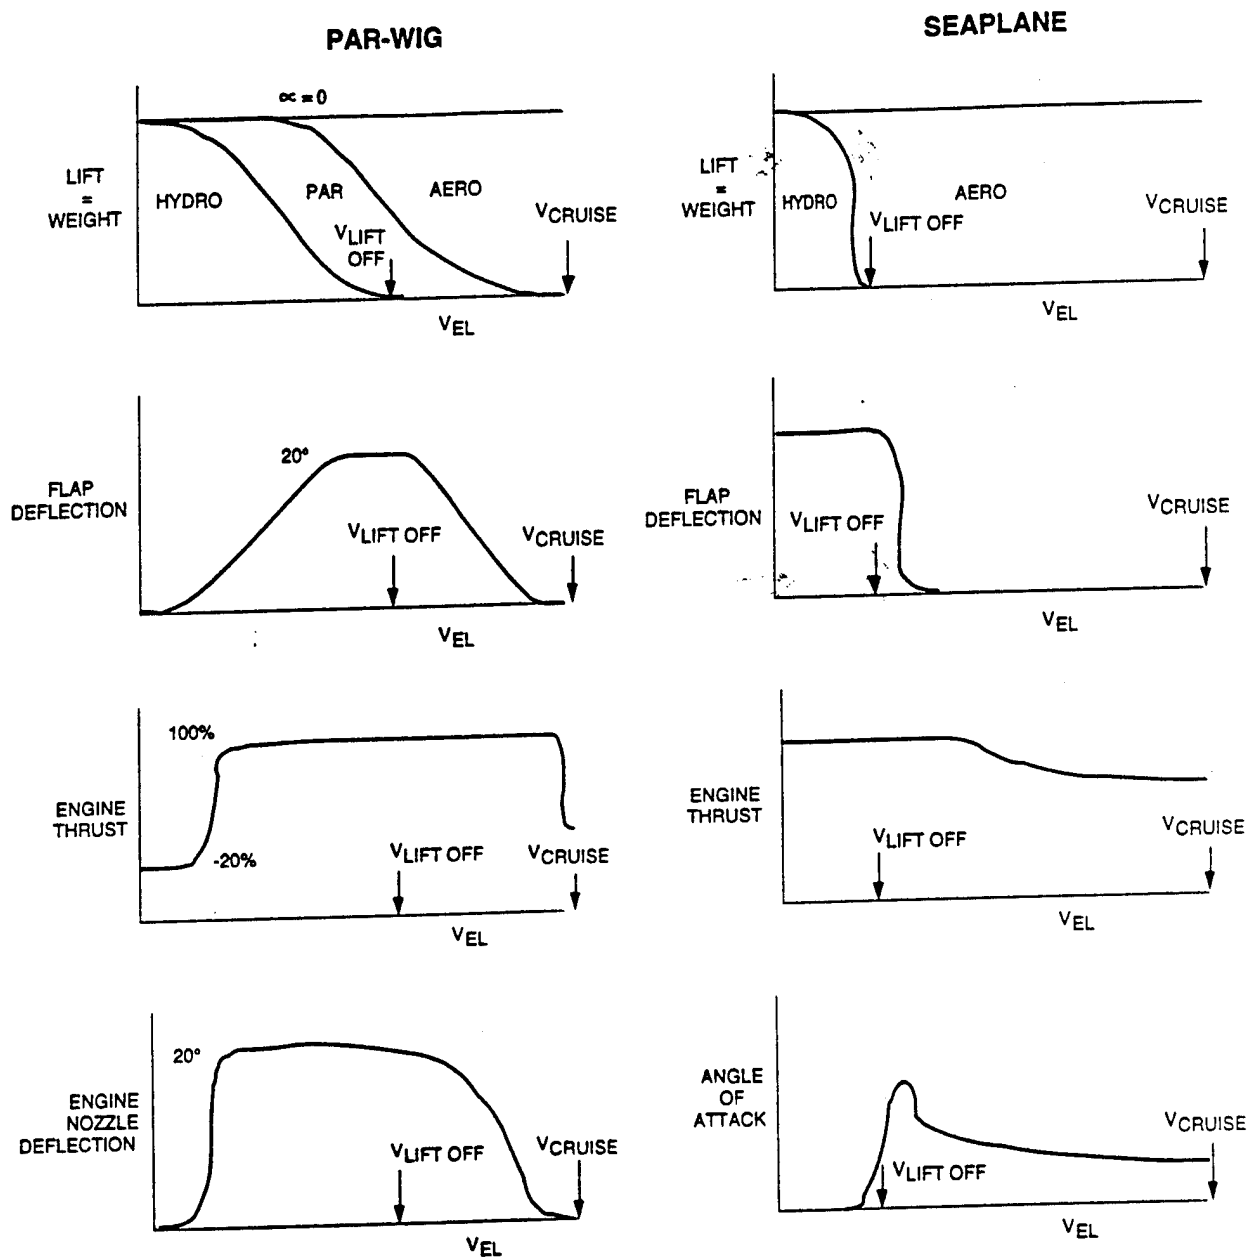 PAR-WIG
SEAPLANE
∝ = 0
LIFT
=
WEIGHT
HYDRO
PAR
AERO
VLIFT
OFF
VCRUISE
VEL
LIFT
=
WEIGHT
HYDRO
AERO
VLIFT OFF
VCRUISE
VEL
FLAP
DEFLECTION
20°
VLIFT OFF
VCRUISE
VEL
FLAP
DEFLECTION
VLIFT OFF
VCRUISE
VEL
ENGINE
THRUST
100%
-20%
VLIFT OFF
VCRUISE
VEL
ENGINE
THRUST
VLIFT OFF
VCRUISE
VEL
ENGINE
NOZZLE
DEFLECTION
20°
VLIFT OFF
VCRUISE
VEL
ANGLE
OF
ATTACK
VLIFT OFF
VCRUISE
VEL